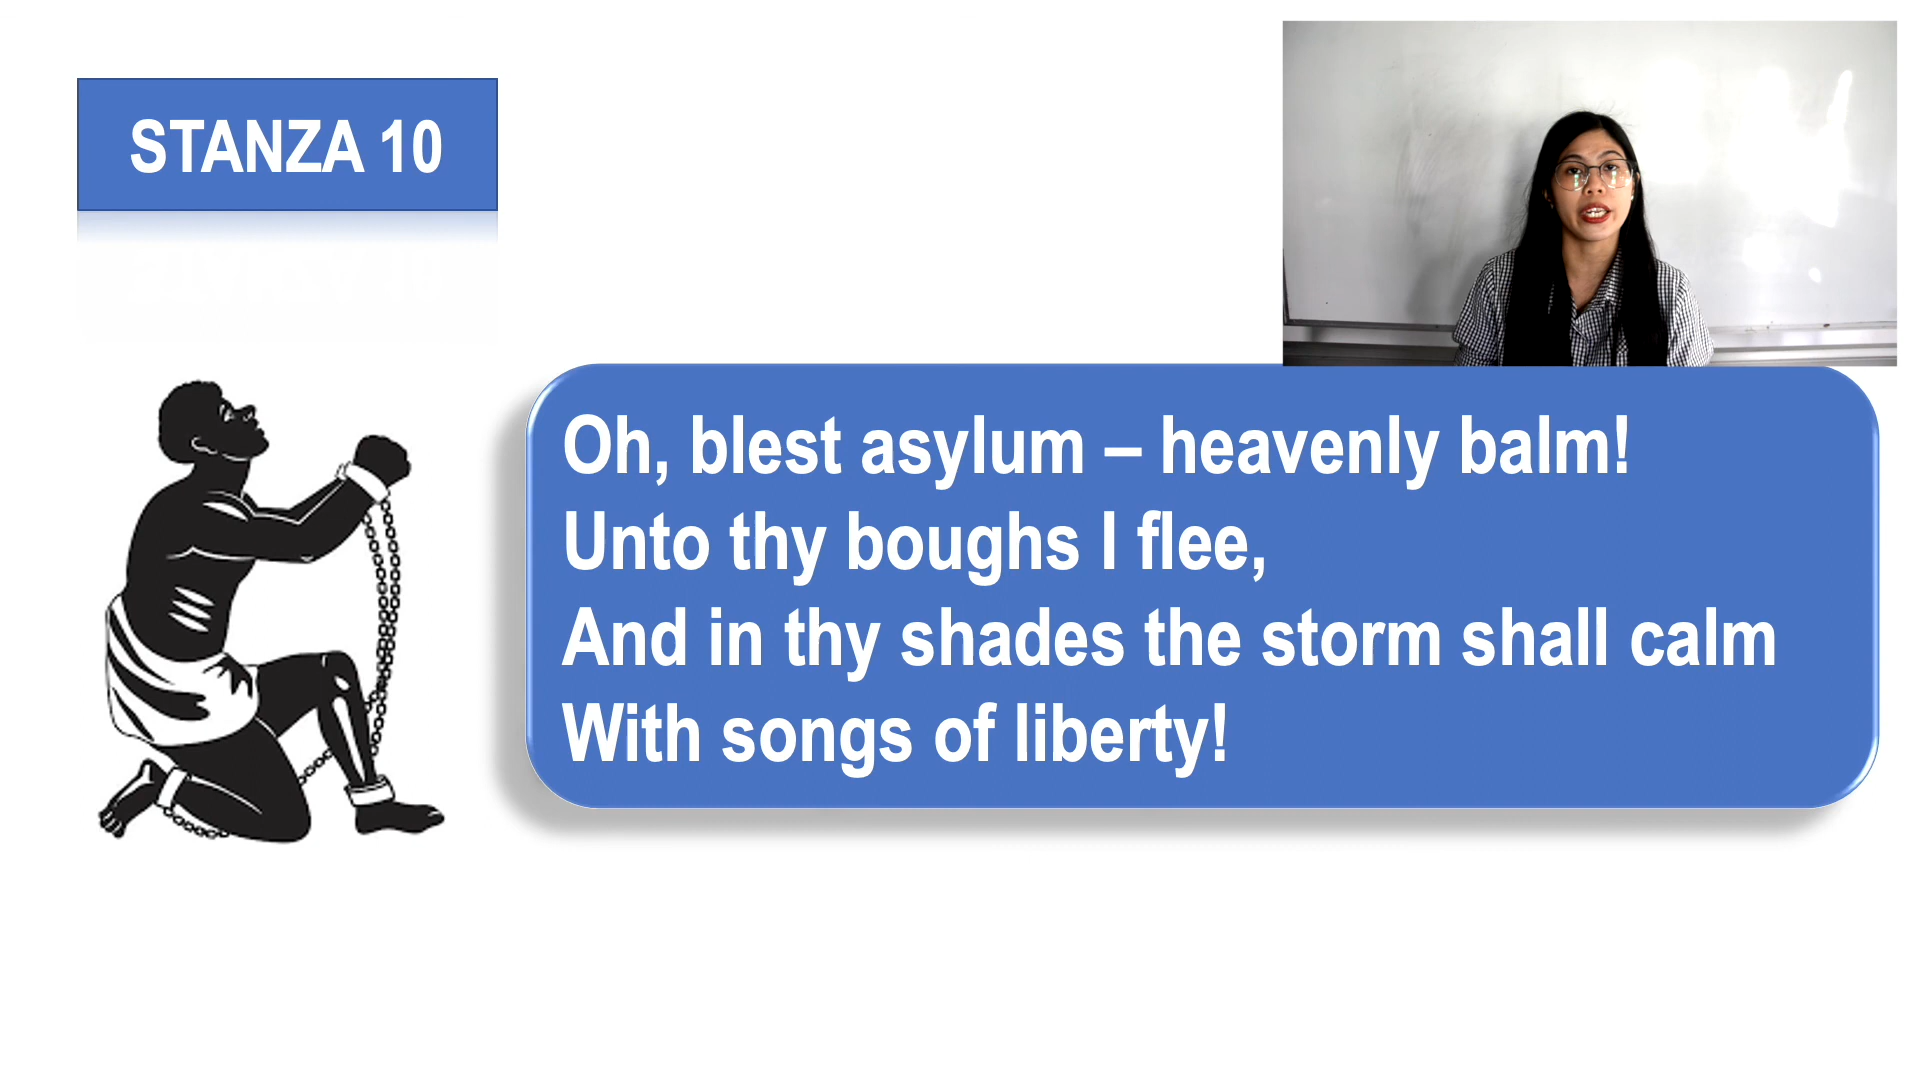 STANZA 10
Oh, blest asylum – heavenly balm!
Unto thy boughs I flee,
And in thy shades the storm shall calm
With songs of liberty!